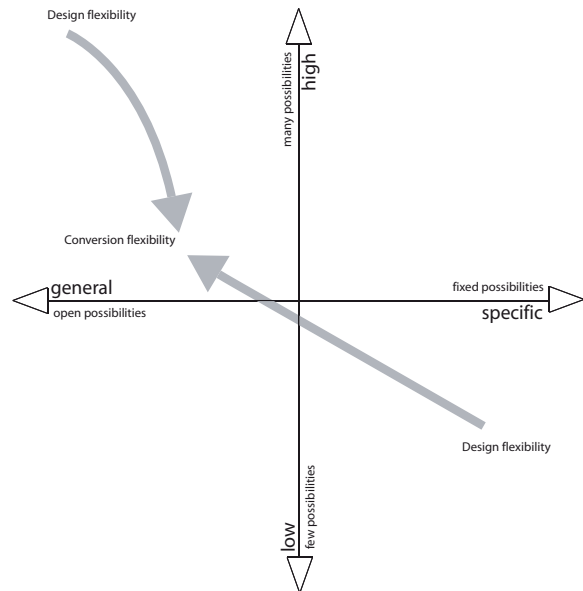 Design flexibility
many possibilities
high
Conversion flexibility
general
open possibilities
fixed possibilities
specific
Design flexibility
low
few possibilities